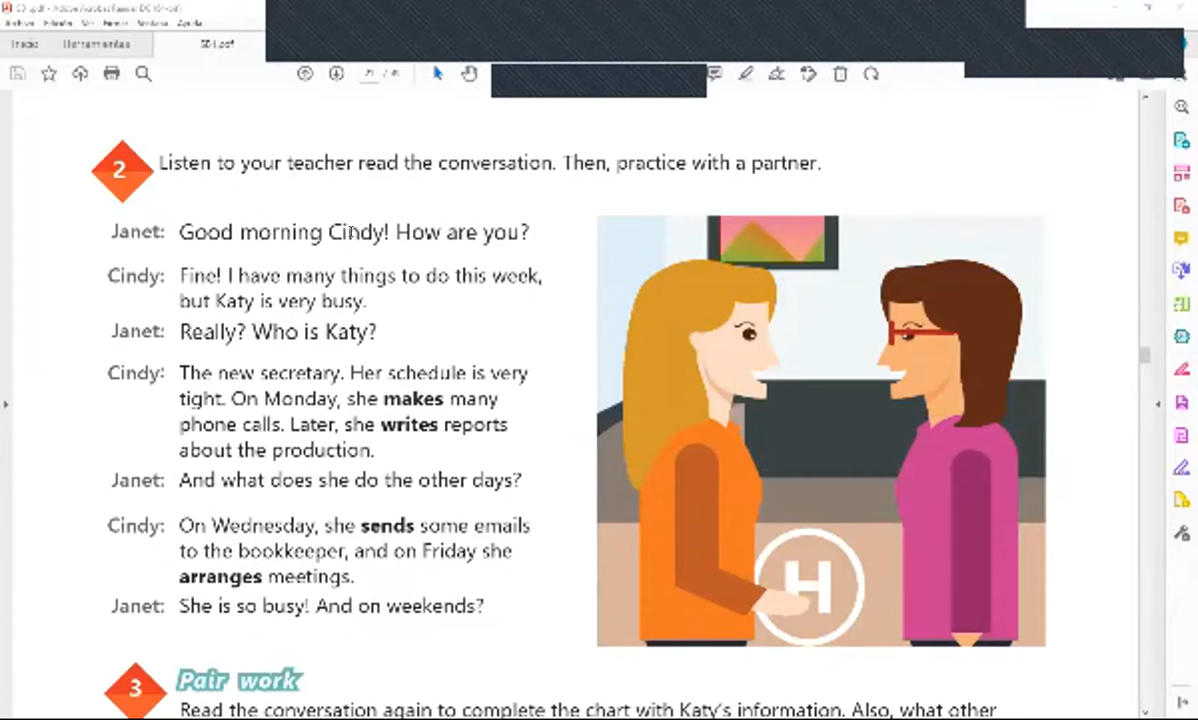 Inicio Herramientas
2 Listen to your teacher read the conversation. Then, practice with a partner.
Janet: Good morning Cindy! How are you?
Cindy: Fine! I have many things to do this week,
but Katy is very busy.
Janet: Really? Who is Katy?
Cindy: The new secretary. Her schedule is very
tight. On Monday, she makes many
phone calls. Later, she writes reports
about the production.
Janet: And what does she do the other days?
Cindy: On Wednesday, she sends some emails
to the bookkeeper, and on Friday she
arranges meetings.
Janet: She is so busy! And on weekends?
H
3 Pair work
Read the conversation again to complete the chart with Katy's information. Also, what other